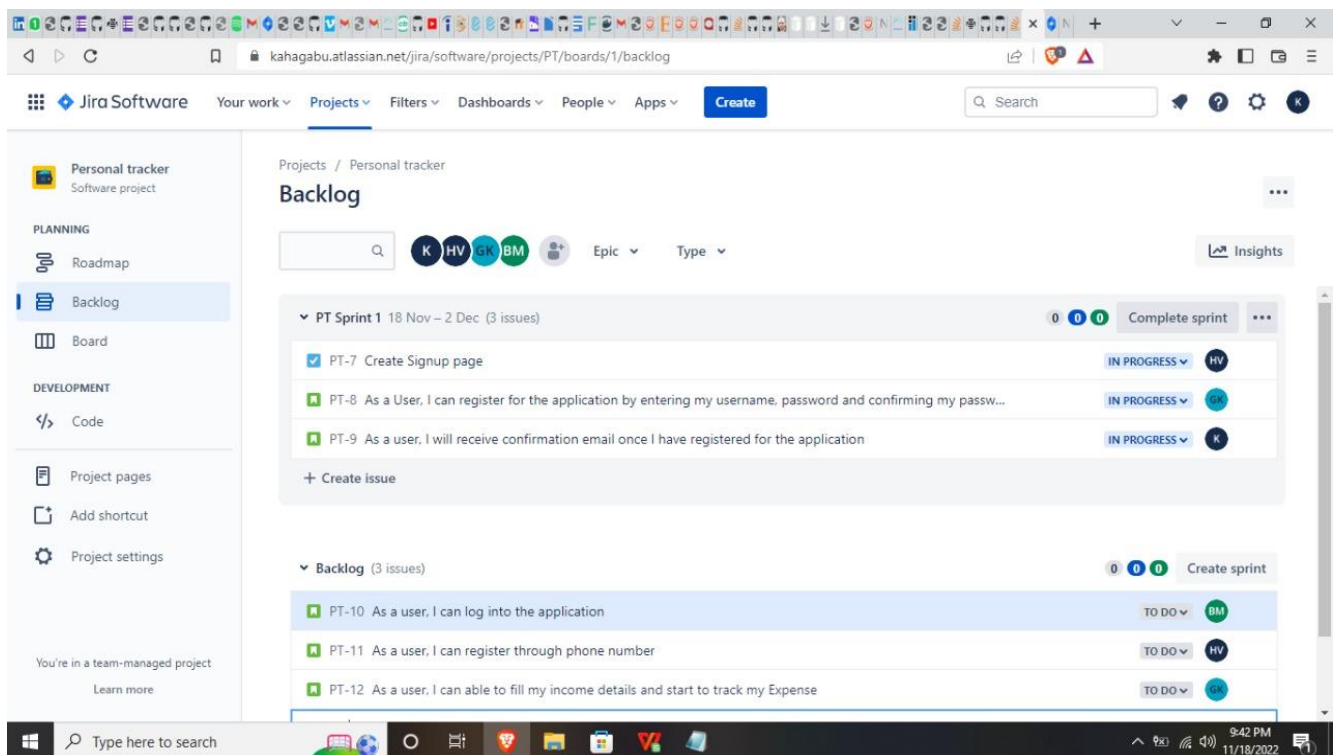 kahagabu.atlassian.net/jira/software/projects/PT/boards/1/backlog
Jira Software Your work Projects Filters Dashboards People Apps Create Search K
Personal tracker
Software project
PLANNING
Roadmap
Backlog
Board
DEVELOPMENT
Code
Project pages
Add shortcut
Project settings
You're in a team-managed project
Learn more
Projects / Personal tracker
Backlog
K HV GK BM Epic Type Insights
PT Sprint 1 18 Nov – 2 Dec (3 issues) 0 0 0 Complete sprint
PT-7 Create Signup page IN PROGRESS HV
PT-8 As a User, I can register for the application by entering my username, password and confirming my passw... IN PROGRESS GK
PT-9 As a user, I will receive confirmation email once I have registered for the application IN PROGRESS K
+ Create issue
Backlog (3 issues) 0 0 0 Create sprint
PT-10 As a user, I can log into the application TO DO BM
PT-11 As a user, I can register through phone number TO DO HV
PT-12 As a user, I can able to fill my income details and start to track my Expense TO DO GK
Type here to search
9:42 PM
11/18/2022